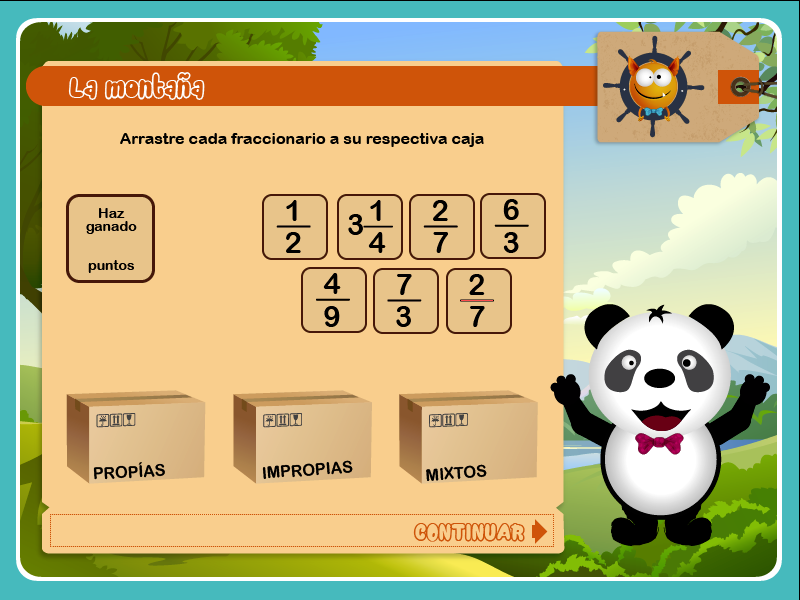 La montaña
Arrastre cada fraccionario a su respectiva caja
Haz
ganado
puntos
1/2
3 1/4
2/7
6/3
4/9
7/3
2/7
PROPÍAS
IMPROPIAS
MIXTOS
CONTINUAR